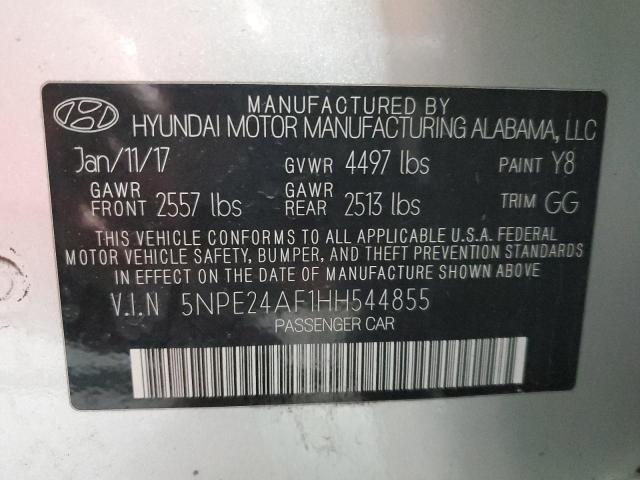 MANUFACTURED BY
HYUNDAI MOTOR MANUFACTURING ALABAMA, LLC
Jan/11/17 GVWR 4497 lbs PAINT Y8
GAWR FRONT 2557 lbs GAWR REAR 2513 lbs TRIM GG
THIS VEHICLE CONFORMS TO ALL APPLICABLE U.S.A. FEDERAL
MOTOR VEHICLE SAFETY, BUMPER, AND THEFT PREVENTION STANDARDS
IN EFFECT ON THE DATE OF MANUFACTURE SHOWN ABOVE.
V.I.N 5NPE24AF1HH544855
PASSENGER CAR